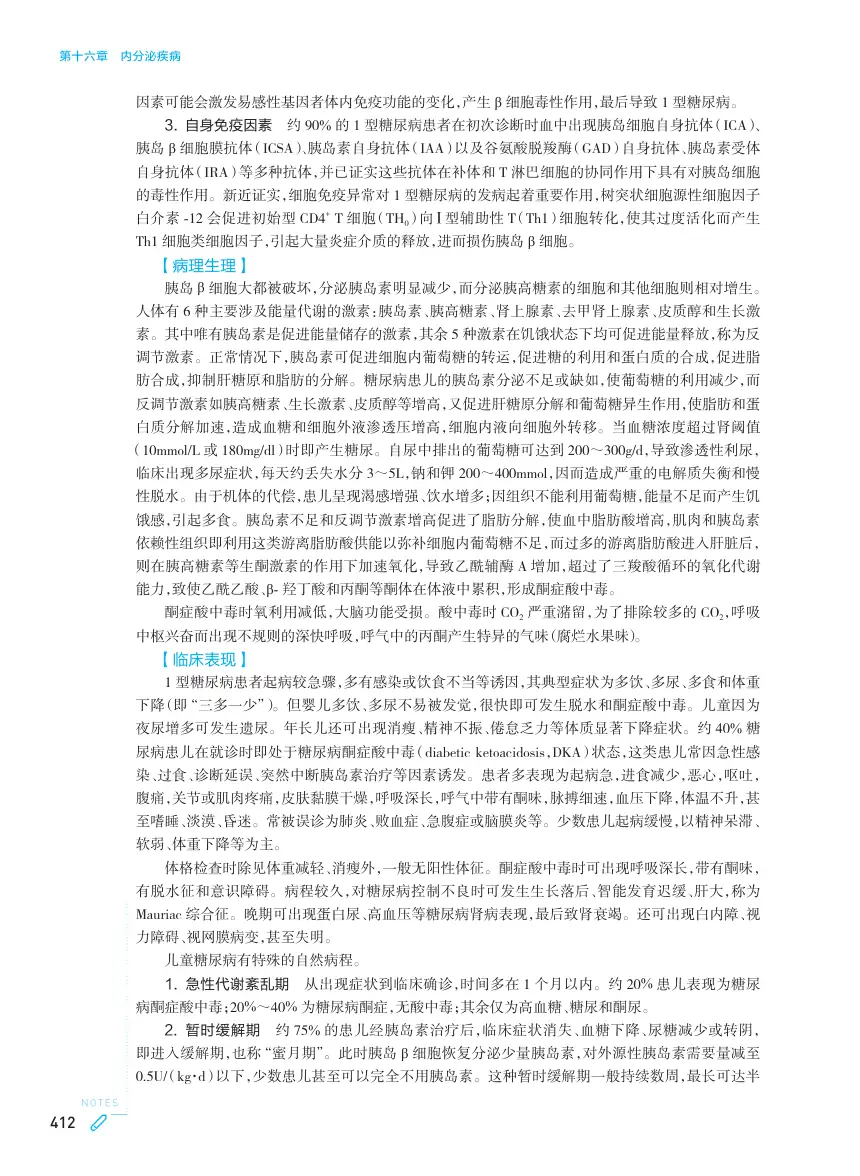 第十六章 内分泌疾病
因素可能会激发易感性基因者体内免疫功能的变化,产生 β 细胞毒性作用,最后导致 1 型糖尿病。
3. 自身免疫因素 约 90% 的 1 型糖尿病患者在初次诊断时血中出现胰岛细胞自身抗体（ICA）、
胰岛 β 细胞膜抗体（ICSA）、胰岛素自身抗体（IAA）以及谷氨酸脱羧酶（GAD）自身抗体、胰岛素受体
自身抗体（IRA）等多种抗体,并已证实这些抗体在补体和 T 淋巴细胞的协同作用下具有对胰岛细胞
的毒性作用。新近证实,细胞免疫异常对 1 型糖尿病的发病起着重要作用,树突状细胞源性细胞因子
白介素 -12 会促进初始型 CD4⁺ T 细胞（TH₀）向Ⅰ型辅助性 T（Th1）细胞转化,使其过度活化而产生
Th1 细胞类细胞因子,引起大量炎症介质的释放,进而损伤胰岛 β 细胞。
【病理生理】
胰岛 β 细胞大都被破坏,分泌胰岛素明显减少,而分泌胰高糖素的细胞和其他细胞则相对增生。
人体有 6 种主要涉及能量代谢的激素:胰岛素、胰高糖素、肾上腺素、去甲肾上腺素、皮质醇和生长激
素。其中唯有胰岛素是促进能量储存的激素,其余 5 种激素在饥饿状态下均可促进能量释放,称为反
调节激素。正常情况下,胰岛素可促进细胞内葡萄糖的转运,促进糖的利用和蛋白质的合成,促进脂
肪合成,抑制肝糖原和脂肪的分解。糖尿病患儿的胰岛素分泌不足或缺如,使葡萄糖的利用减少,而
反调节激素如胰高糖素、生长激素、皮质醇等增高,又促进肝糖原分解和葡萄糖异生作用,使脂肪和蛋
白质分解加速,造成血糖和细胞外液渗透压增高,细胞内液向细胞外转移。当血糖浓度超过肾阈值
（10mmol/L 或 180mg/dl）时即产生糖尿。自尿中排出的葡萄糖可达到 200～300g/d,导致渗透性利尿,
临床出现多尿症状,每天约丢失水分 3～5L,钠和钾 200～400mmol,因而造成严重的电解质失衡和慢
性脱水。由于机体的代偿,患儿呈现渴感增强、饮水增多;因组织不能利用葡萄糖,能量不足而产生饥
饿感,引起多食。胰岛素不足和反调节激素增高促进了脂肪分解,使血中脂肪酸增高,肌肉和胰岛素
依赖性组织即利用这类游离脂肪酸供能以弥补细胞内葡萄糖不足,而过多的游离脂肪酸进入肝脏后,
则在胰高糖素等生酮激素的作用下加速氧化,导致乙酰辅酶 A 增加,超过了三羧酸循环的氧化代谢
能力,致使乙酰乙酸、β- 羟丁酸和丙酮等酮体在体液中累积,形成酮症酸中毒。
酮症酸中毒时氧利用减低,大脑功能受损。酸中毒时 CO₂ 严重潴留,为了排除较多的 CO₂,呼吸
中枢兴奋而出现不规则的深快呼吸,呼气中的丙酮产生特异的气味(腐烂水果味)。
【临床表现】
1 型糖尿病患者起病较急骤,多有感染或饮食不当等诱因,其典型症状为多饮、多尿、多食和体重
下降(即 “三多一少” )。但婴儿多饮、多尿不易被发觉,很快即可发生脱水和酮症酸中毒。儿童因为
夜尿增多可发生遗尿。年长儿还可出现消瘦、精神不振、倦怠乏力等体质显著下降症状。约 40% 糖
尿病患儿在就诊时即处于糖尿病酮症酸中毒（diabetic ketoacidosis,DKA）状态,这类患儿常因急性感
染、过食、诊断延误、突然中断胰岛素治疗等因素诱发。患者多表现为起病急,进食减少,恶心,呕吐,
腹痛,关节或肌肉疼痛,皮肤黏膜干燥,呼吸深长,呼气中带有酮味,脉搏细速,血压下降,体温不升,甚
至嗜睡、淡漠、昏迷。常被误诊为肺炎、败血症、急腹症或脑膜炎等。少数患儿起病缓慢,以精神呆滞、
软弱、体重下降等为主。
体格检查时除见体重减轻、消瘦外,一般无阳性体征。酮症酸中毒时可出现呼吸深长,带有酮味,
有脱水征和意识障碍。病程较久,对糖尿病控制不良时可发生生长落后、智能发育迟缓、肝大,称为
Mauriac 综合征。晚期可出现蛋白尿、高血压等糖尿病肾病表现,最后致肾衰竭。还可出现白内障、视
力障碍、视网膜病变,甚至失明。
儿童糖尿病有特殊的自然病程。
1. 急性代谢紊乱期 从出现症状到临床确诊,时间多在 1 个月以内。约 20% 患儿表现为糖尿
病酮症酸中毒;20%～40% 为糖尿病酮症,无酸中毒;其余仅为高血糖、糖尿和酮尿。
2. 暂时缓解期 约 75% 的患儿经胰岛素治疗后,临床症状消失、血糖下降、尿糖减少或转阴,
即进入缓解期,也称 “蜜月期”。此时胰岛 β 细胞恢复分泌少量胰岛素,对外源性胰岛素需要量减至
0.5U/（kg·d）以下,少数患儿甚至可以完全不用胰岛素。这种暂时缓解期一般持续数周,最长可达半
NOTES
412